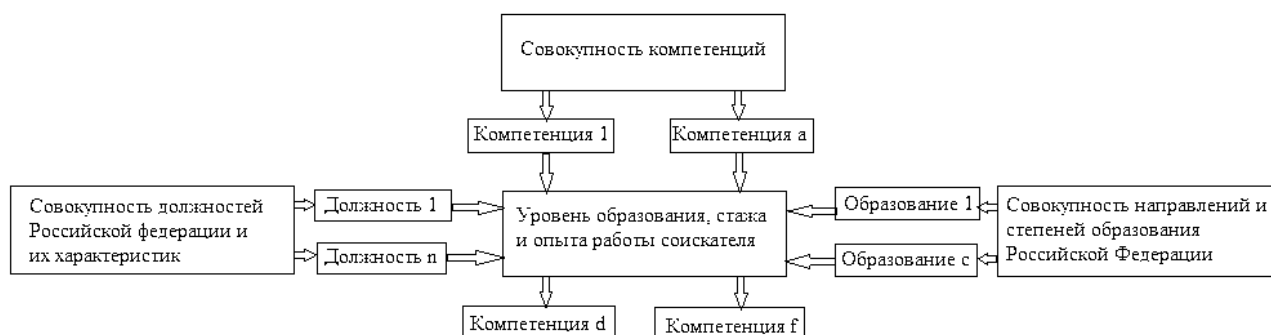 Совокупность компетенций
Компетенция 1
Компетенция a
Совокупность должностей
Российской федерации и
их характеристик
Должность 1
Должность n
Уровень образования, стажа
и опыта работы соискателя
Образование 1
Образование с
Совокупность направлений и
степеней образования
Российской Федерации
Компетенция d
Компетенция f